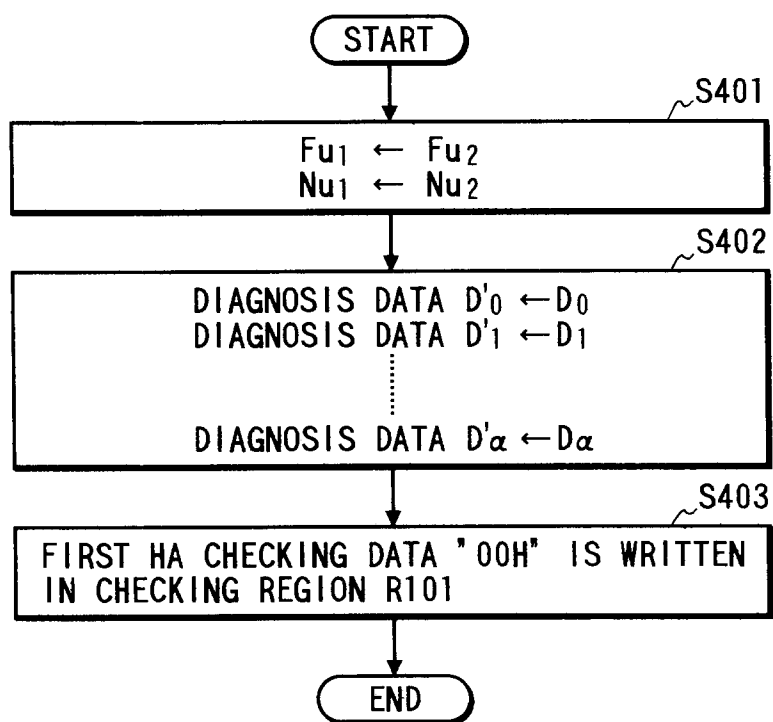 START
S401
Fu1 ← Fu2
Nu1 ← Nu2
S402
DIAGNOSIS DATA D'0 ← D0
DIAGNOSIS DATA D'1 ← D1
DIAGNOSIS DATA D'α ← Dα
S403
FIRST HA CHECKING DATA "00H" IS WRITTEN
IN CHECKING REGION R101
END